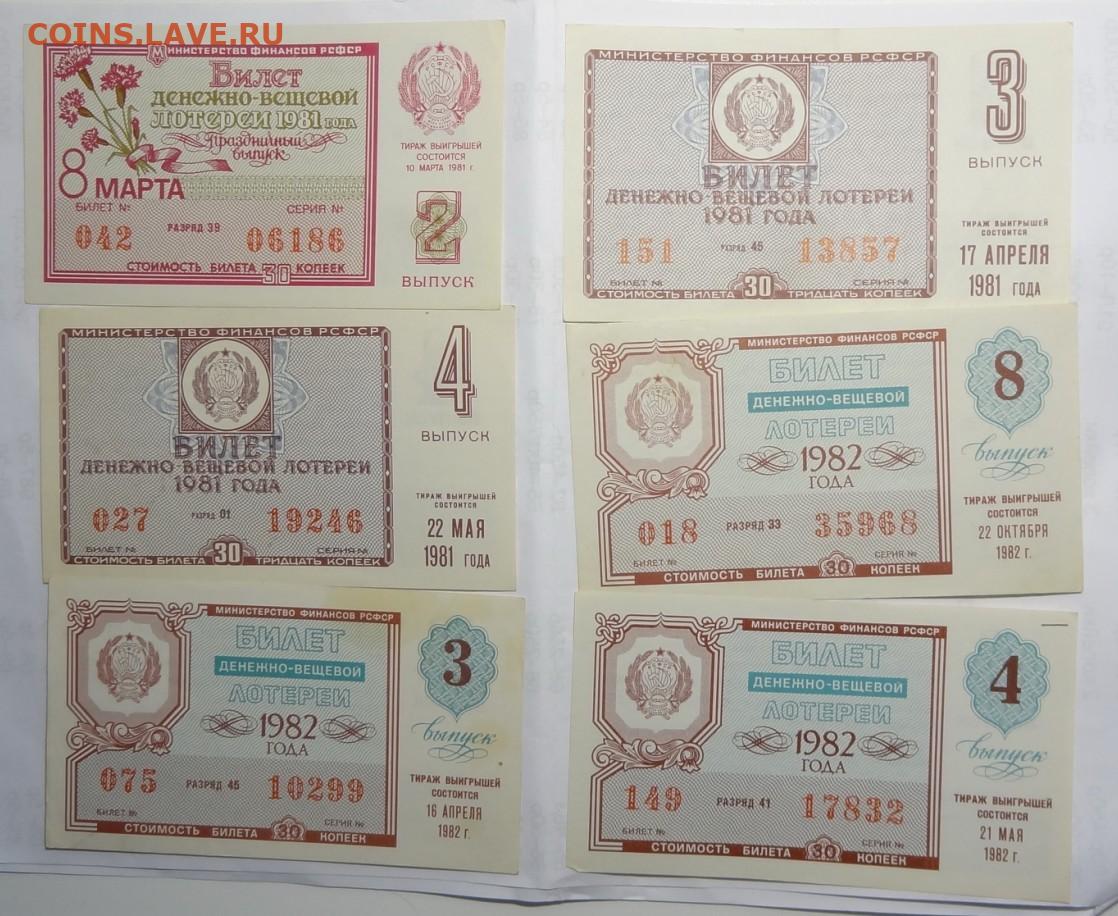 COINS.LAVE.RU
МИНИСТЕРСТВО ФИНАНСОВ РСФСР
Билет
ДЕНЕЖНО-ВЕЩЕВОЙ
ЛОТЕРЕИ 1981 ГОДА
Праздничный
выпуск
8 МАРТА
БИЛЕТ № СЕРИЯ №
042 РАЗРЯД 39 06186
СТОИМОСТЬ БИЛЕТА 30 КОПЕЕК
ТИРАЖ ВЫИГРЫШЕЙ
СОСТОИТСЯ
10 МАРТА 1981 г.
2
ВЫПУСК
МИНИСТЕРСТВО ФИНАНСОВ РСФСР
БИЛЕТ
ДЕНЕЖНО-ВЕЩЕВОЙ ЛОТЕРЕИ
1981 ГОДА
151 РАЗРЯД 45 13857
БИЛЕТ № СЕРИЯ №
СТОИМОСТЬ БИЛЕТА 30 ТРИДЦАТЬ КОПЕЕК
3
ВЫПУСК
ТИРАЖ ВЫИГРЫШЕЙ
СОСТОИТСЯ
17 АПРЕЛЯ
1981 ГОДА
МИНИСТЕРСТВО ФИНАНСОВ РСФСР
БИЛЕТ
ДЕНЕЖНО-ВЕЩЕВОЙ ЛОТЕРЕИ
1981 ГОДА
027 РАЗРЯД 01 19246
БИЛЕТ № СЕРИЯ №
СТОИМОСТЬ БИЛЕТА 30 ТРИДЦАТЬ КОПЕЕК
4
ВЫПУСК
ТИРАЖ ВЫИГРЫШЕЙ
СОСТОИТСЯ
22 МАЯ
1981 ГОДА
МИНИСТЕРСТВО ФИНАНСОВ РСФСР
БИЛЕТ
ДЕНЕЖНО-ВЕЩЕВОЙ
ЛОТЕРЕИ
1982
ГОДА
018 РАЗРЯД 33 35968
БИЛЕТ № СЕРИЯ №
СТОИМОСТЬ БИЛЕТА 30 КОПЕЕК
8
выпуск
ТИРАЖ ВЫИГРЫШЕЙ
СОСТОИТСЯ
22 ОКТЯБРЯ
1982 г.
МИНИСТЕРСТВО ФИНАНСОВ РСФСР
БИЛЕТ
ДЕНЕЖНО-ВЕЩЕВОЙ
ЛОТЕРЕИ
1982
ГОДА
075 РАЗРЯД 45 10299
БИЛЕТ № СЕРИЯ №
СТОИМОСТЬ БИЛЕТА 30 КОПЕЕК
3
выпуск
ТИРАЖ ВЫИГРЫШЕЙ
СОСТОИТСЯ
16 АПРЕЛЯ
1982 г.
МИНИСТЕРСТВО ФИНАНСОВ РСФСР
БИЛЕТ
ДЕНЕЖНО-ВЕЩЕВОЙ
ЛОТЕРЕИ
1982
ГОДА
149 РАЗРЯД 41 17832
БИЛЕТ № СЕРИЯ №
СТОИМОСТЬ БИЛЕТА 30 КОПЕЕК
4
выпуск
ТИРАЖ ВЫИГРЫШЕЙ
СОСТОИТСЯ
21 МАЯ
1982 г.